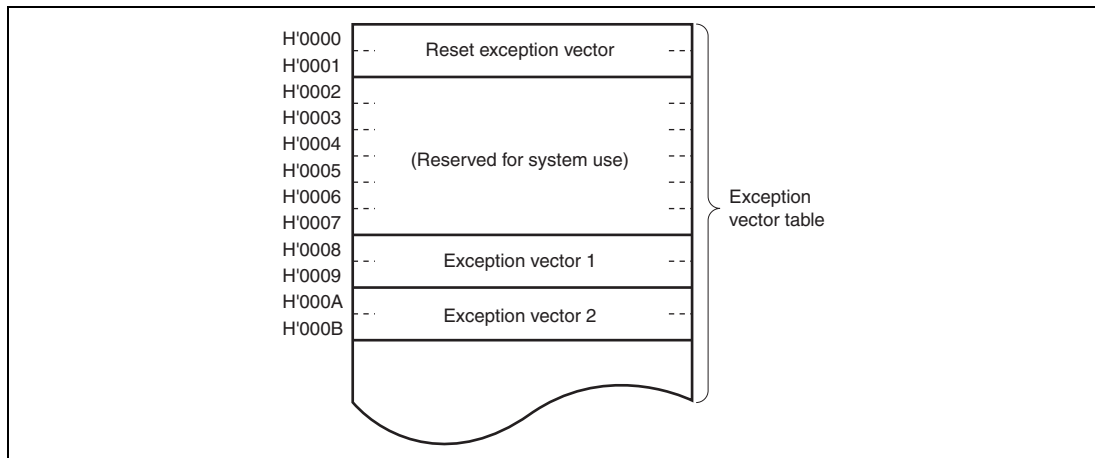 H'0000
Reset exception vector
H'0001
H'0002
H'0003
H'0004
(Reserved for system use)
H'0005
H'0006
Exception
vector table
H'0007
H'0008
Exception vector 1
H'0009
H'000A
Exception vector 2
H'000B